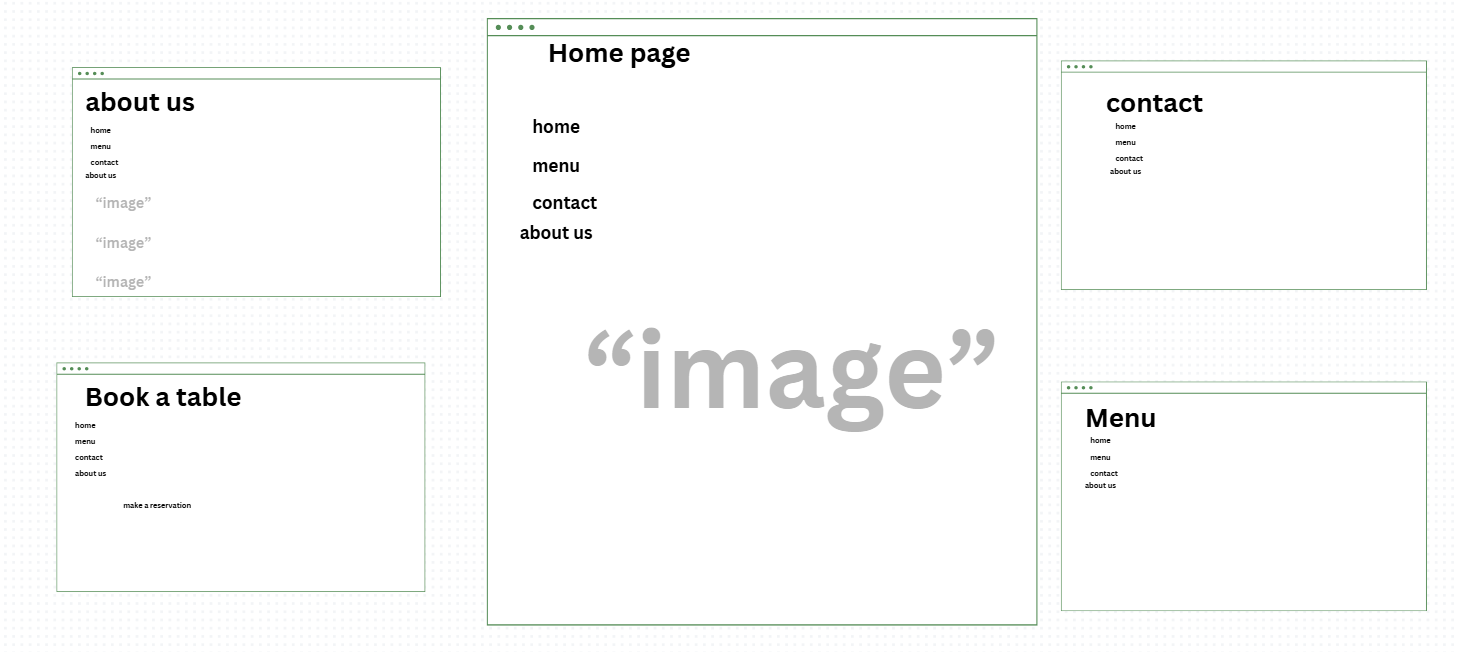 about us
home
menu
contact
about us
“image”
“image”
“image”
Book a table
home
menu
contact
about us
make a reservation
Home page
home
menu
contact
about us
“image”
contact
home
menu
contact
about us
Menu
home
menu
contact
about us